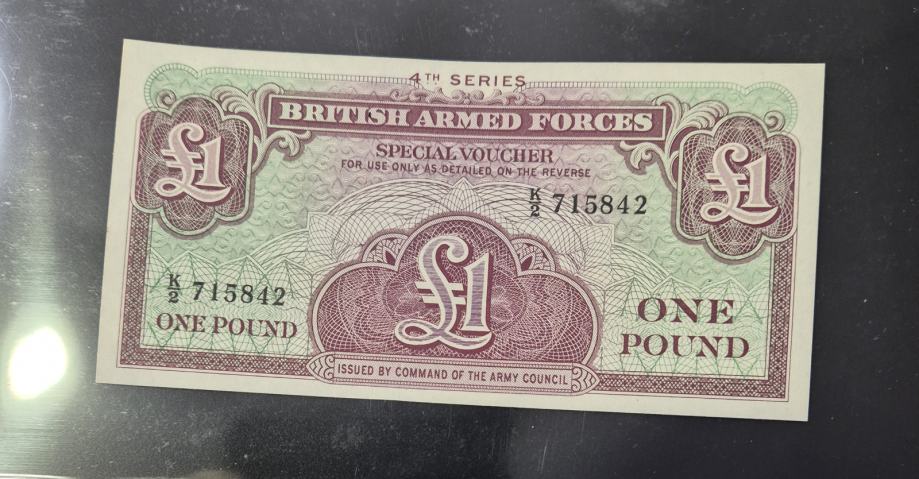 4TH SERIES
BRITISH ARMED FORCES
£1
£1
SPECIAL VOUCHER
FOR USE ONLY AS DETAILED ON THE REVERSE
K/2 715842
£1
K/2 715842
ONE POUND
ONE
POUND
ISSUED BY COMMAND OF THE ARMY COUNCIL